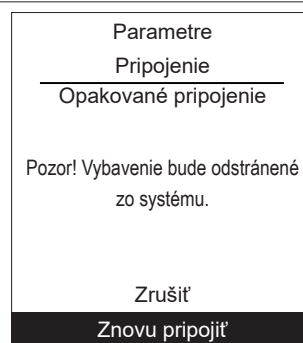 Parametre
Pripojenie
Opakované pripojenie
Pozor! Vybavenie bude odstránené
zo systému.
Zrušiť
Znovu pripojiť